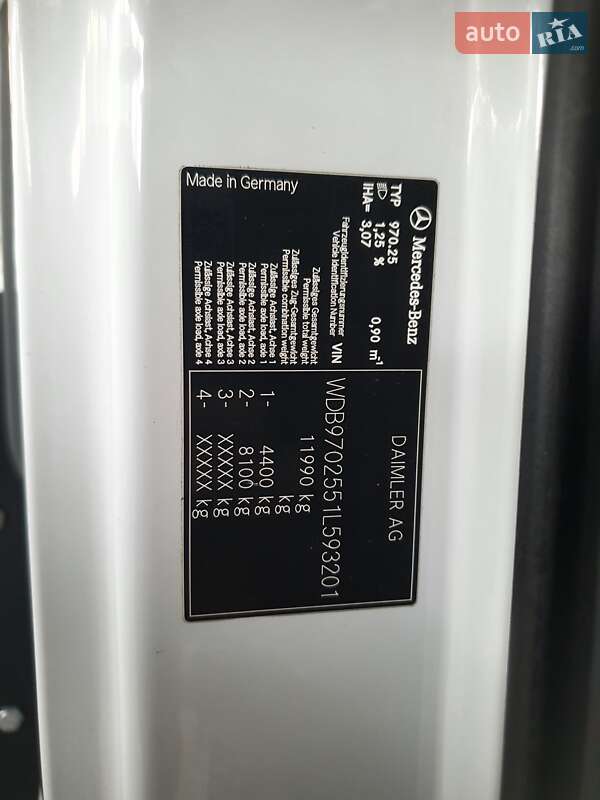 auto RIA.com
Mercedes-Benz
TYP 970.25
1,25 % 0,90 m⁻¹
IHA= 3,07
DAIMLER AG
Fahrzeugidentifizierungsnummer
Vehicle Identification Number VIN WDB9702551L593201
Zulässiges Gesamtgewicht
Permissible total weight 11990 kg
Zulässiges Zug-Gesamtgewicht
Permissible combination weight kg
Zulässige Achslast, Achse 1
Permissible axle load, axle 1 1- 4400 kg
Zulässige Achslast, Achse 2
Permissible axle load, axle 2 2- 8100 kg
Zulässige Achslast, Achse 3
Permissible axle load, axle 3 3- XXXXX kg
Zulässige Achslast, Achse 4
Permissible axle load, axle 4 4- XXXXX kg
Made in Germany